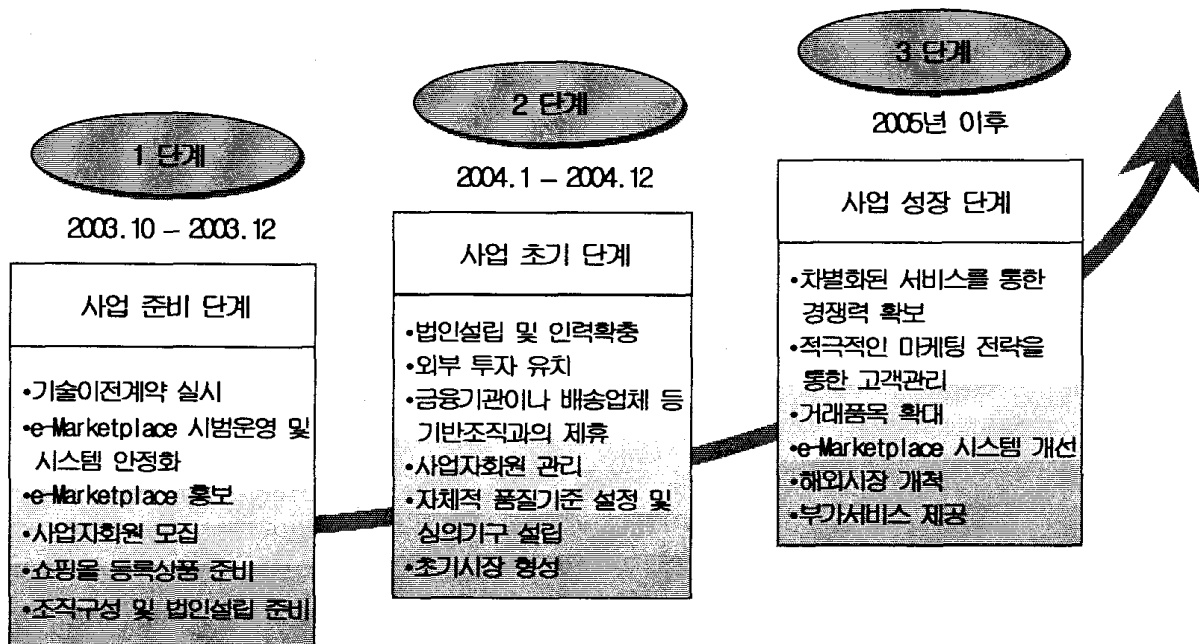 1 단계
2003.10 – 2003.12
사업 준비 단계
•기술이전계약 실시
•e-Marketplace 시범운영 및
시스템 안정화
•e-Marketplace 홍보
•사업자회원 모집
•쇼핑몰 등록상품 준비
•조직구성 및 법인설립 준비
2 단계
2004.1 – 2004.12
사업 초기 단계
•법인설립 및 인력확충
•외부 투자 유치
•금융기관이나 배송업체 등
기반조직과의 제휴
•사업자회원 관리
•자체적 품질기준 설정 및
심의기구 설립
•초기시장 형성
3 단계
2005년 이후
사업 성장 단계
•차별화된 서비스를 통한
경쟁력 확보
•적극적인 마케팅 전략을
통한 고객관리
•거래품목 확대
•e-Marketplace 시스템 개선
•해외시장 개척
•부가서비스 제공